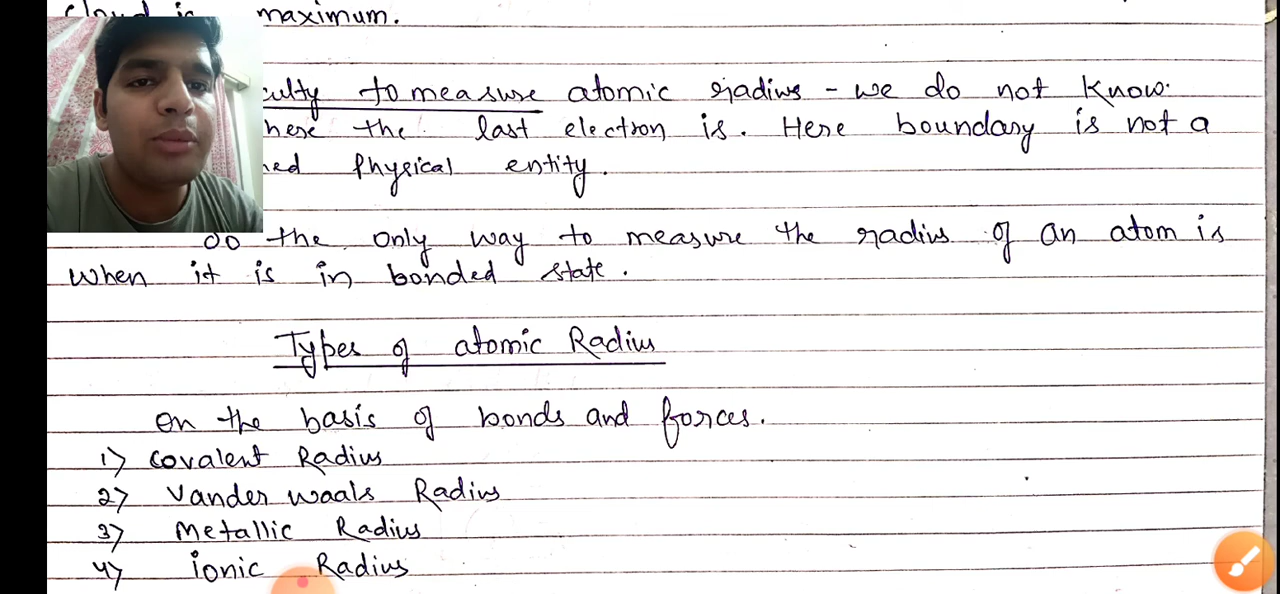 maximum.
culty to measure atomic radius - we do not know.
here the last electron is. Here boundary is not a
ned Physical entity.
So the only way to measure the radius of an atom is
when it is in bonded state.
Types of atomic Radius
on the basis of bonds and forces.
1) Covalent Radius
2) Vander waals Radius
3) Metallic Radius
4) ionic Radius